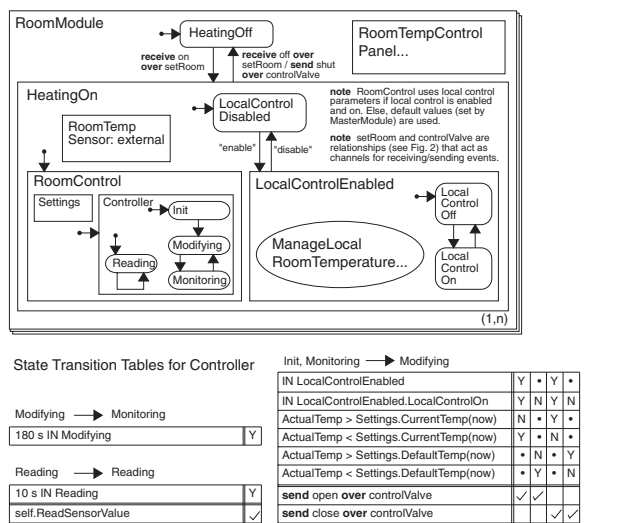 RoomModule
HeatingOff
RoomTempControl
Panel...
receive on
over setRoom
receive off over
setRoom / send shut
over controlValve
HeatingOn
LocalControl
Disabled
note RoomControl uses local control
parameters if local control is enabled
and on. Else, default values (set by
MasterModule) are used.
note setRoom and controlValve are
relationships (see Fig. 2) that act as
channels for receiving/sending events.
RoomTemp
Sensor: external
"enable"
"disable"
RoomControl
Settings
Controller
Init
Modifying
Reading
Monitoring
LocalControlEnabled
Local
Control
Off
ManageLocal
RoomTemperature...
Local
Control
On
(1,n)
State Transition Tables for Controller
Modifying Monitoring
180 s IN Modifying Y
Reading Reading
10 s IN Reading Y
self.ReadSensorValue ✓
Init, Monitoring Modifying
IN LocalControlEnabled Y • Y •
IN LocalControlEnabled.LocalControlOn Y N Y N
ActualTemp > Settings.CurrentTemp(now) N • Y •
ActualTemp < Settings.CurrentTemp(now) Y • N •
ActualTemp > Settings.DefaultTemp(now) • N • Y
ActualTemp < Settings.DefaultTemp(now) • Y • N
send open over controlValve ✓ ✓
send close over controlValve ✓ ✓